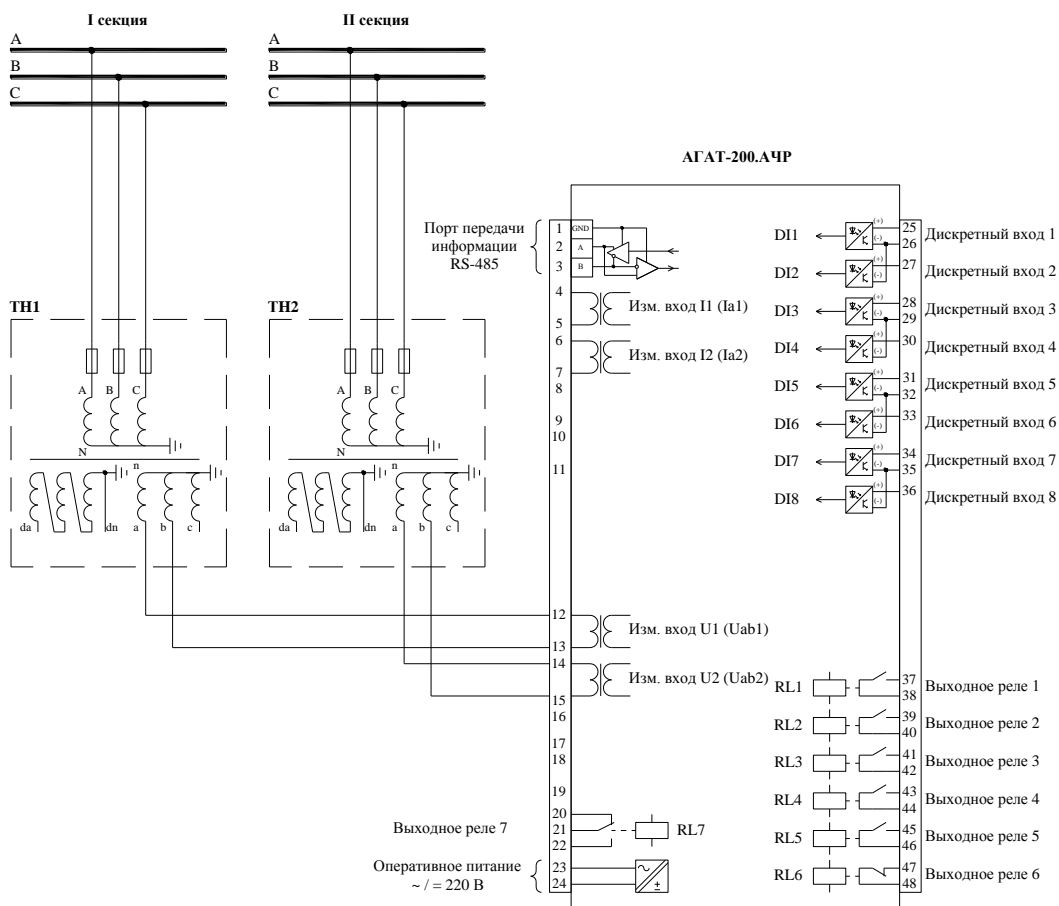 I секция
II секция
A
B
C
A
B
C
АГАТ-200.АЧР
Порт передачи
информации
RS-485
1
2
3
4
5
6
7
8
9
10
11
12
13
14
15
16
17
18
19
20
21
22
23
24
GND
A
B
Изм. вход I1 (Ia1)
Изм. вход I2 (Ia2)
Изм. вход U1 (Uab1)
Изм. вход U2 (Uab2)
ТН1
A B C
N
n
da dn a b c
ТН2
A B C
N
n
da dn a b c
DI1 (+) 25 Дискретный вход 1
(-) 26
DI2 (+) 27 Дискретный вход 2
(-)
DI3 (+) 28 Дискретный вход 3
(-) 29
DI4 (+) 30 Дискретный вход 4
(-)
DI5 (+) 31 Дискретный вход 5
(-) 32
DI6 (+) 33 Дискретный вход 6
(-)
DI7 (+) 34 Дискретный вход 7
(-) 35
DI8 (+) 36 Дискретный вход 8
(-)
RL1 37 Выходное реле 1
38
RL2 39 Выходное реле 2
40
RL3 41 Выходное реле 3
42
RL4 43 Выходное реле 4
44
RL5 45 Выходное реле 5
46
RL6 47 Выходное реле 6
48
Выходное реле 7
RL7
Оперативное питание
~ / = 220 В
~
±